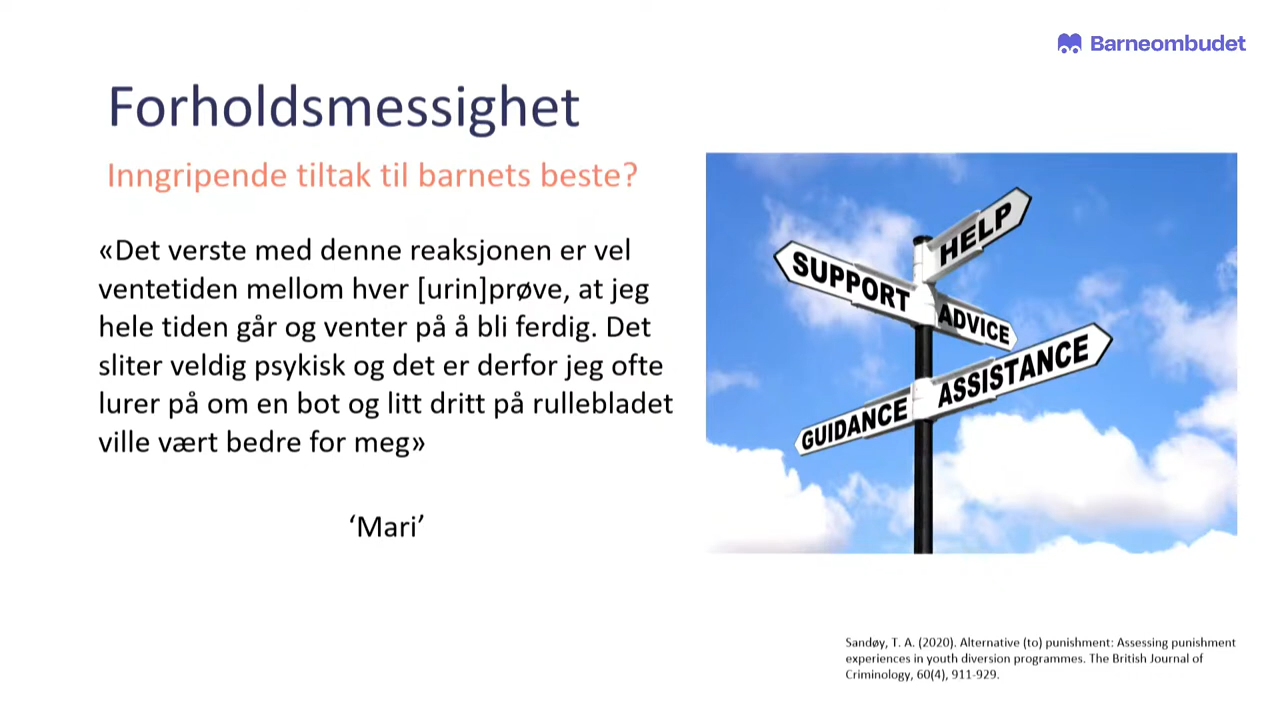 Barneombudet
Forholdsmessighet
Inngripende tiltak til barnets beste?
«Det verste med denne reaksjonen er vel
ventetiden mellom hver [urin]prøve, at jeg
hele tiden går og venter på å bli ferdig. Det
sliter veldig psykisk og det er derfor jeg ofte
lurer på om en bot og litt dritt på rullebladet
ville vært bedre for meg»
‘Mari’
HELP
SUPPORT
ADVICE
ASSISTANCE
GUIDANCE
Sandøy, T. A. (2020). Alternative (to) punishment: Assessing punishment
experiences in youth diversion programmes. The British Journal of
Criminology, 60(4), 911-929.